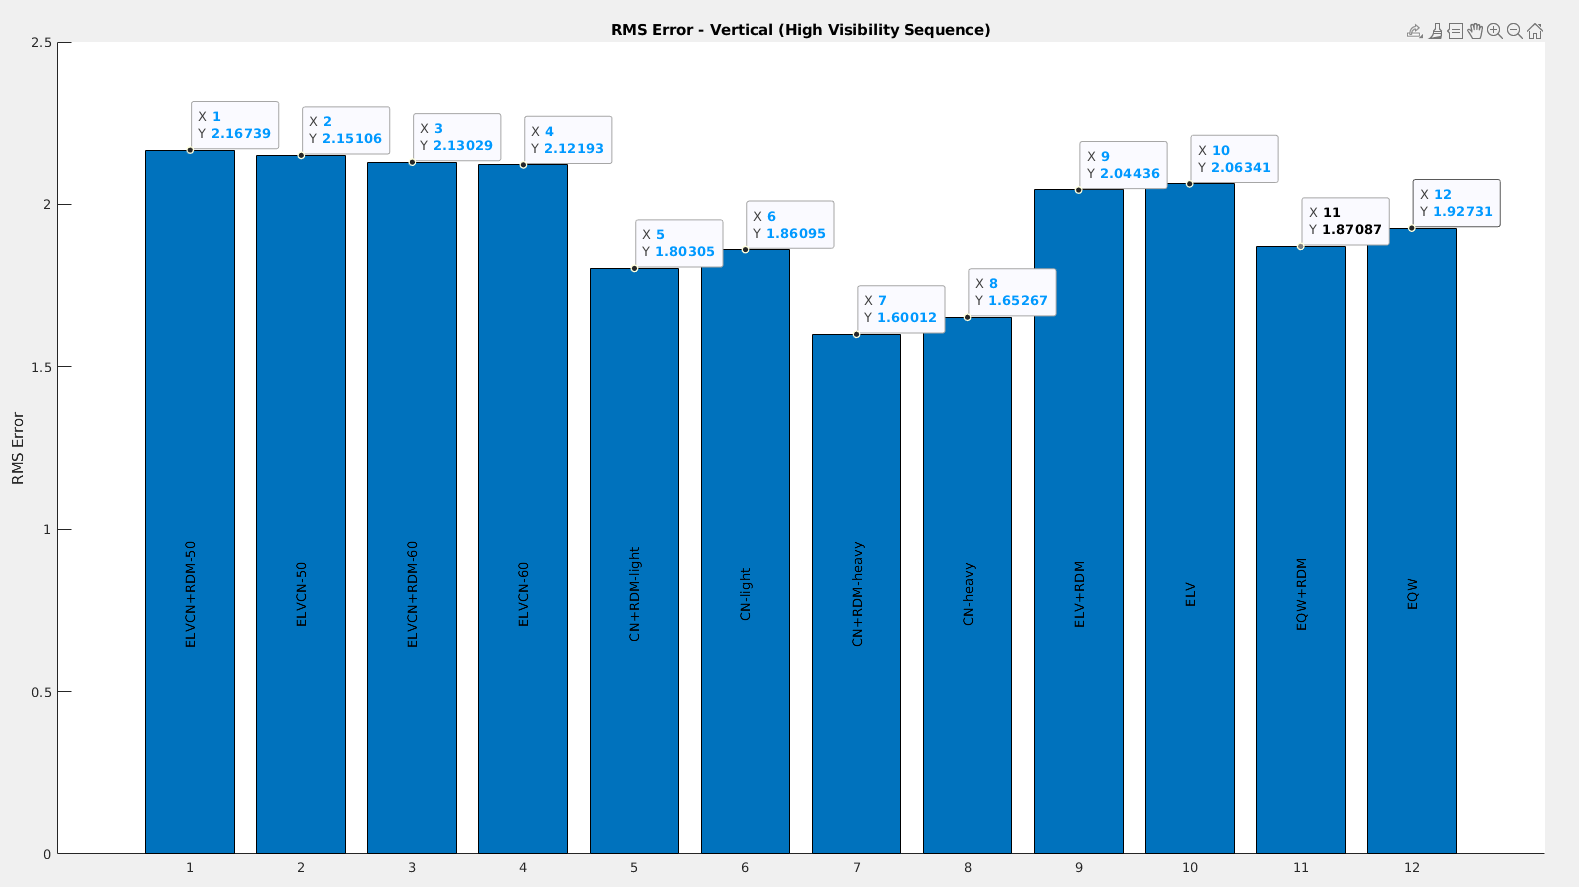 RMS Error - Vertical (High Visibility Sequence)
2.5
2
1.5
1
0.5
0
RMS Error
X 1
Y 2.16739
X 2
Y 2.15106
X 3
Y 2.13029
X 4
Y 2.12193
X 5
Y 1.80305
X 6
Y 1.86095
X 7
Y 1.60012
X 8
Y 1.65267
X 9
Y 2.04436
X 10
Y 2.06341
X 11
Y 1.87087
X 12
Y 1.92731
ELVCN+RDM-50
ELVCN-50
ELVCN+RDM-60
ELVCN-60
CN+RDM-light
CN-light
CN+RDM-heavy
CN-heavy
ELV+RDM
ELV
EQW+RDM
EQW
1 2 3 4 5 6 7 8 9 10 11 12